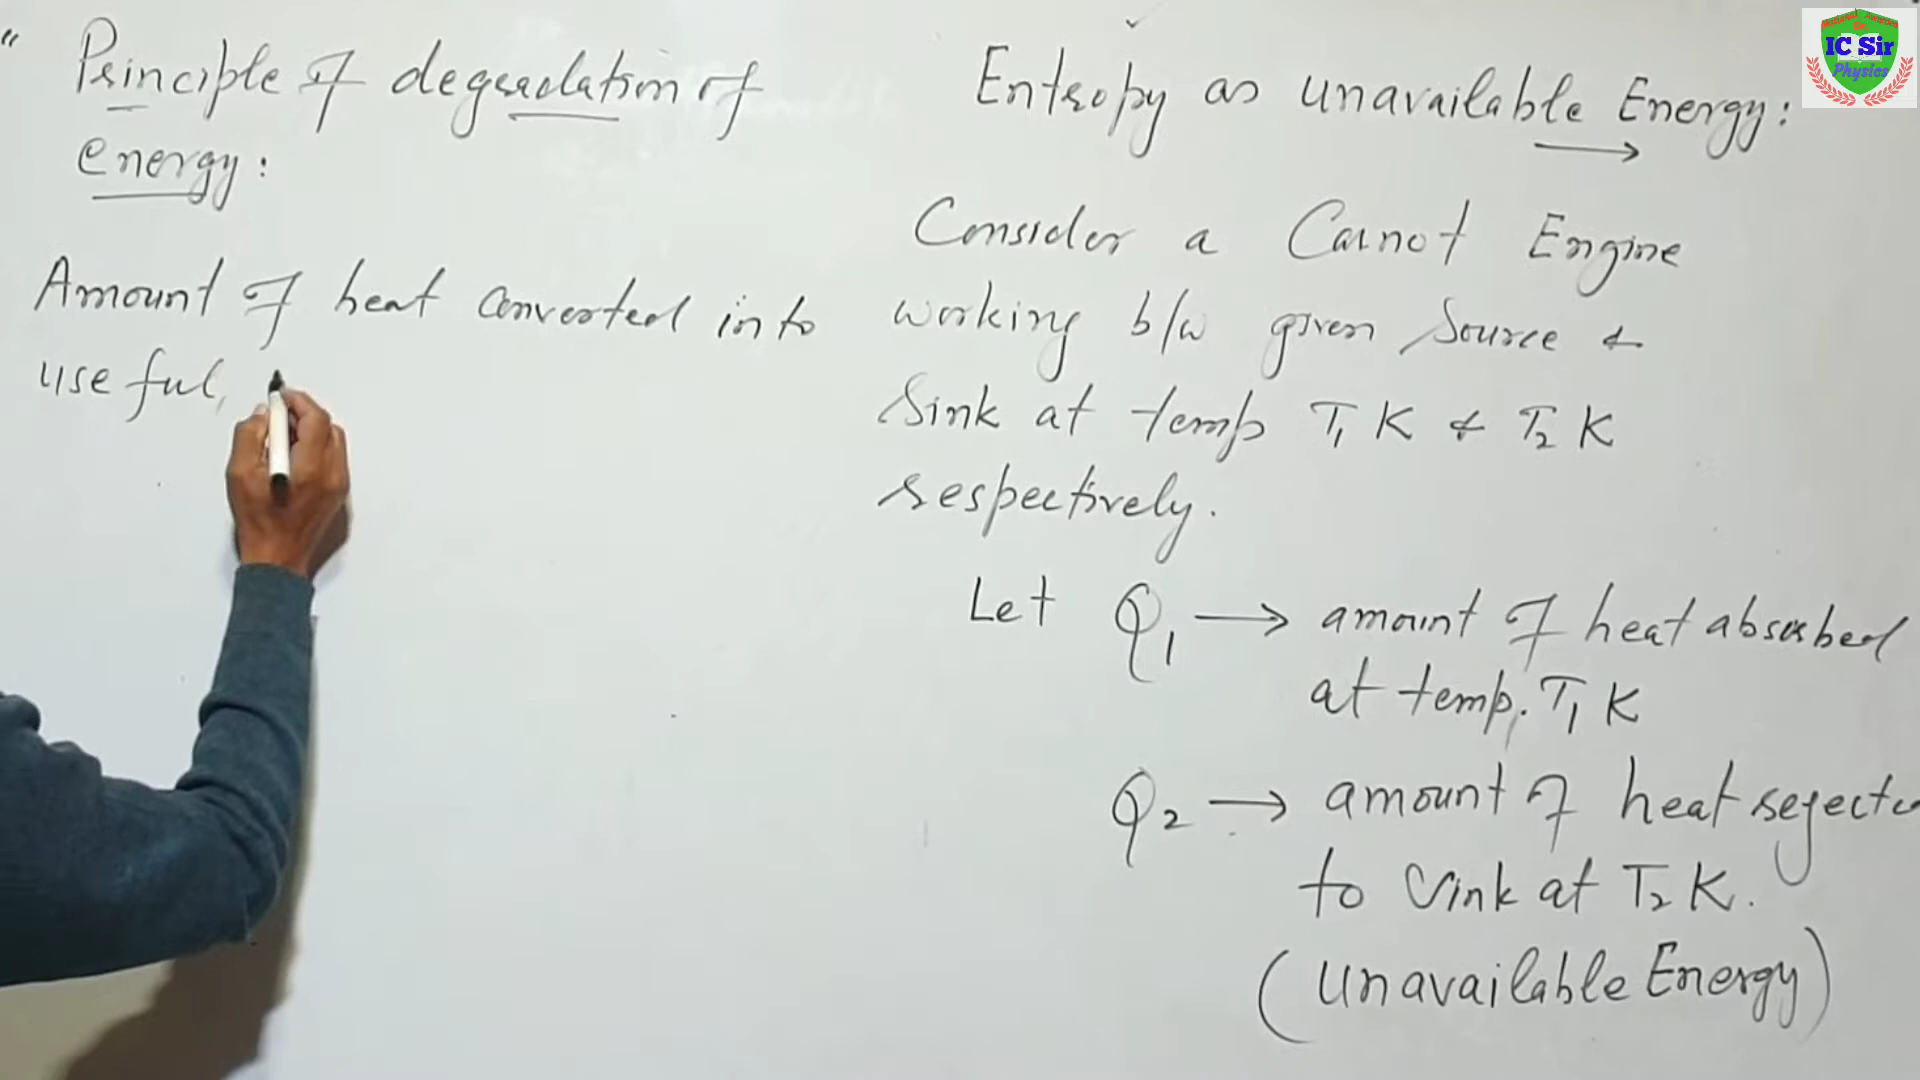 " Principle of degradation of
energy:
Amount of heat converted into
useful,
Entropy as unavailable Energy:
Consider a Carnot Engine
working b/w given Source &
Sink at temp T1 K & T2 K
respectively.
Let Q1 → amount of heat absorbed
at temp. T1 K
Q2 → amount of heat rejecte
to Sink at T2 K.
(Unavailable Energy)
IC Sir
Physics